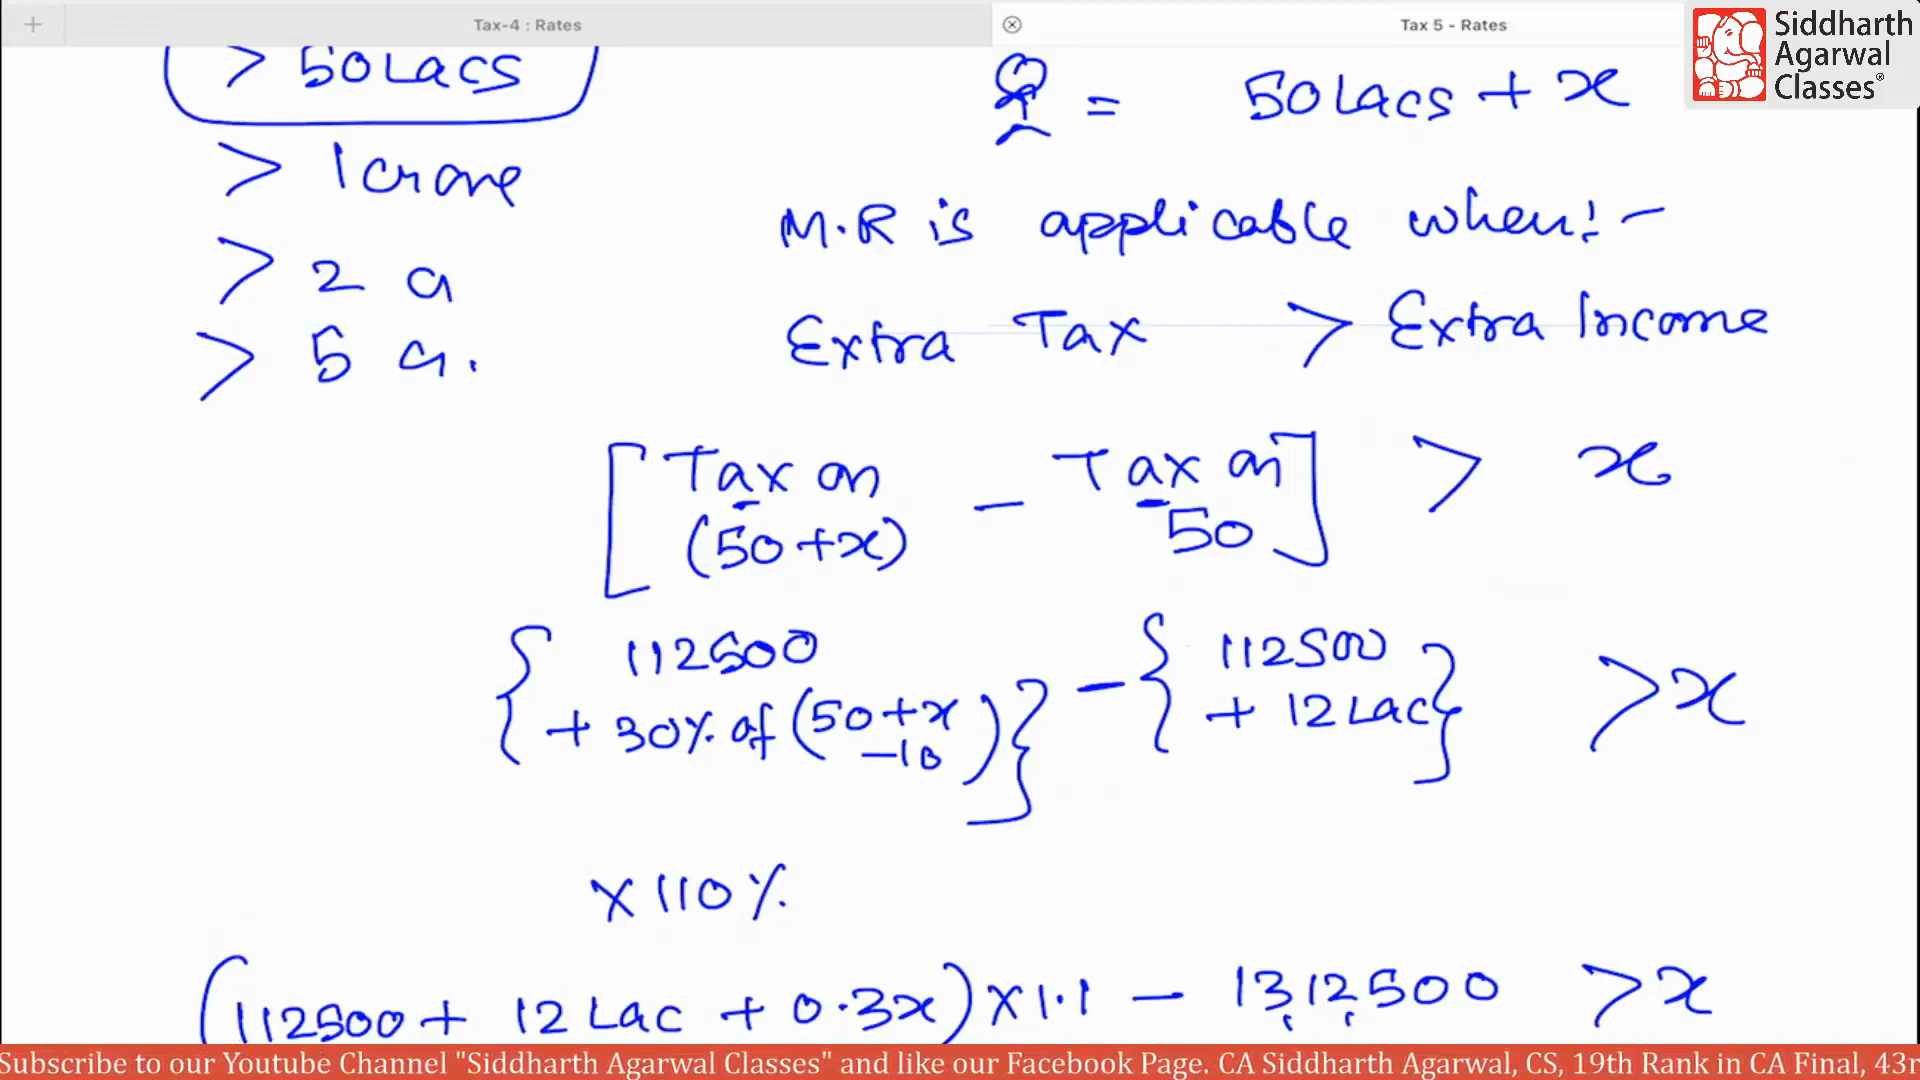 Tax-4 : Rates
Tax 5 - Rates
Siddharth
Agarwal
Classes®
> 50 Lacs
> 1 crore
> 2 cr
> 5 cr.
= 50 Lacs + x
M.R is applicable when:-
Extra Tax > Extra Income
[Tax on (50+x) - Tax on 50] > x
{112500 + 30% of (50+x-10)} - {112500 + 12 Lac} > x
x 110%
(112500 + 12 Lac + 0.3x) x 1.1 - 13,12,500 > x
Subscribe to our Youtube Channel "Siddharth Agarwal Classes" and like our Facebook Page. CA Siddharth Agarwal, CS, 19th Rank in CA Final, 43r